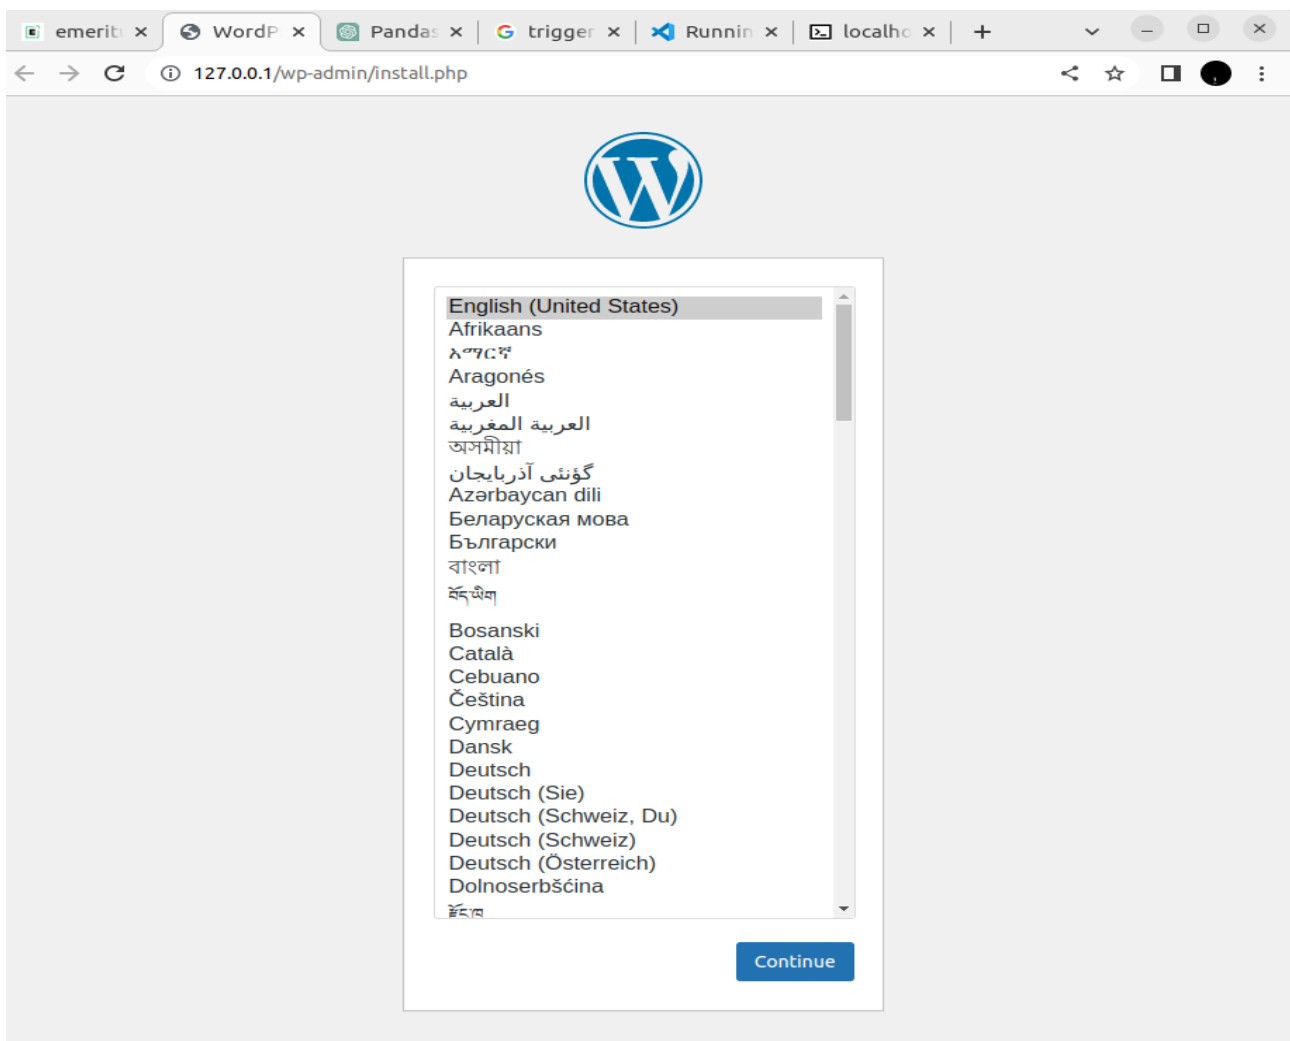 emerit
WordP
Pandas
trigger
Runnin
localho
127.0.0.1/wp-admin/install.php
English (United States)
Afrikaans
አማርኛ
Aragonés
العربية
العربية المغربية
অসমীয়া
گؤنئی آذربایجان
Azərbaycan dili
Беларуская мова
Български
বাংলা
བོད་ཡིག
Bosanski
Català
Cebuano
Čeština
Cymraeg
Dansk
Deutsch
Deutsch (Sie)
Deutsch (Schweiz, Du)
Deutsch (Schweiz)
Deutsch (Österreich)
Dolnoserbšćina
རྫོང་ཁ
Continue